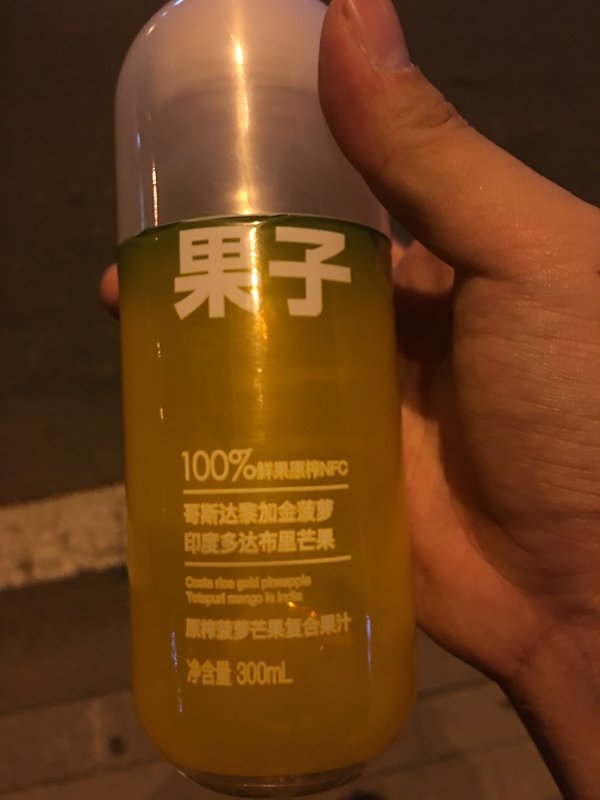 果子
100%鲜果原榨NFC
哥斯达黎加金菠萝
印度多达布里芒果
Costa rica gold pineapple
Totapuri mango in India
原榨菠萝芒果复合果汁
净含量 300mL